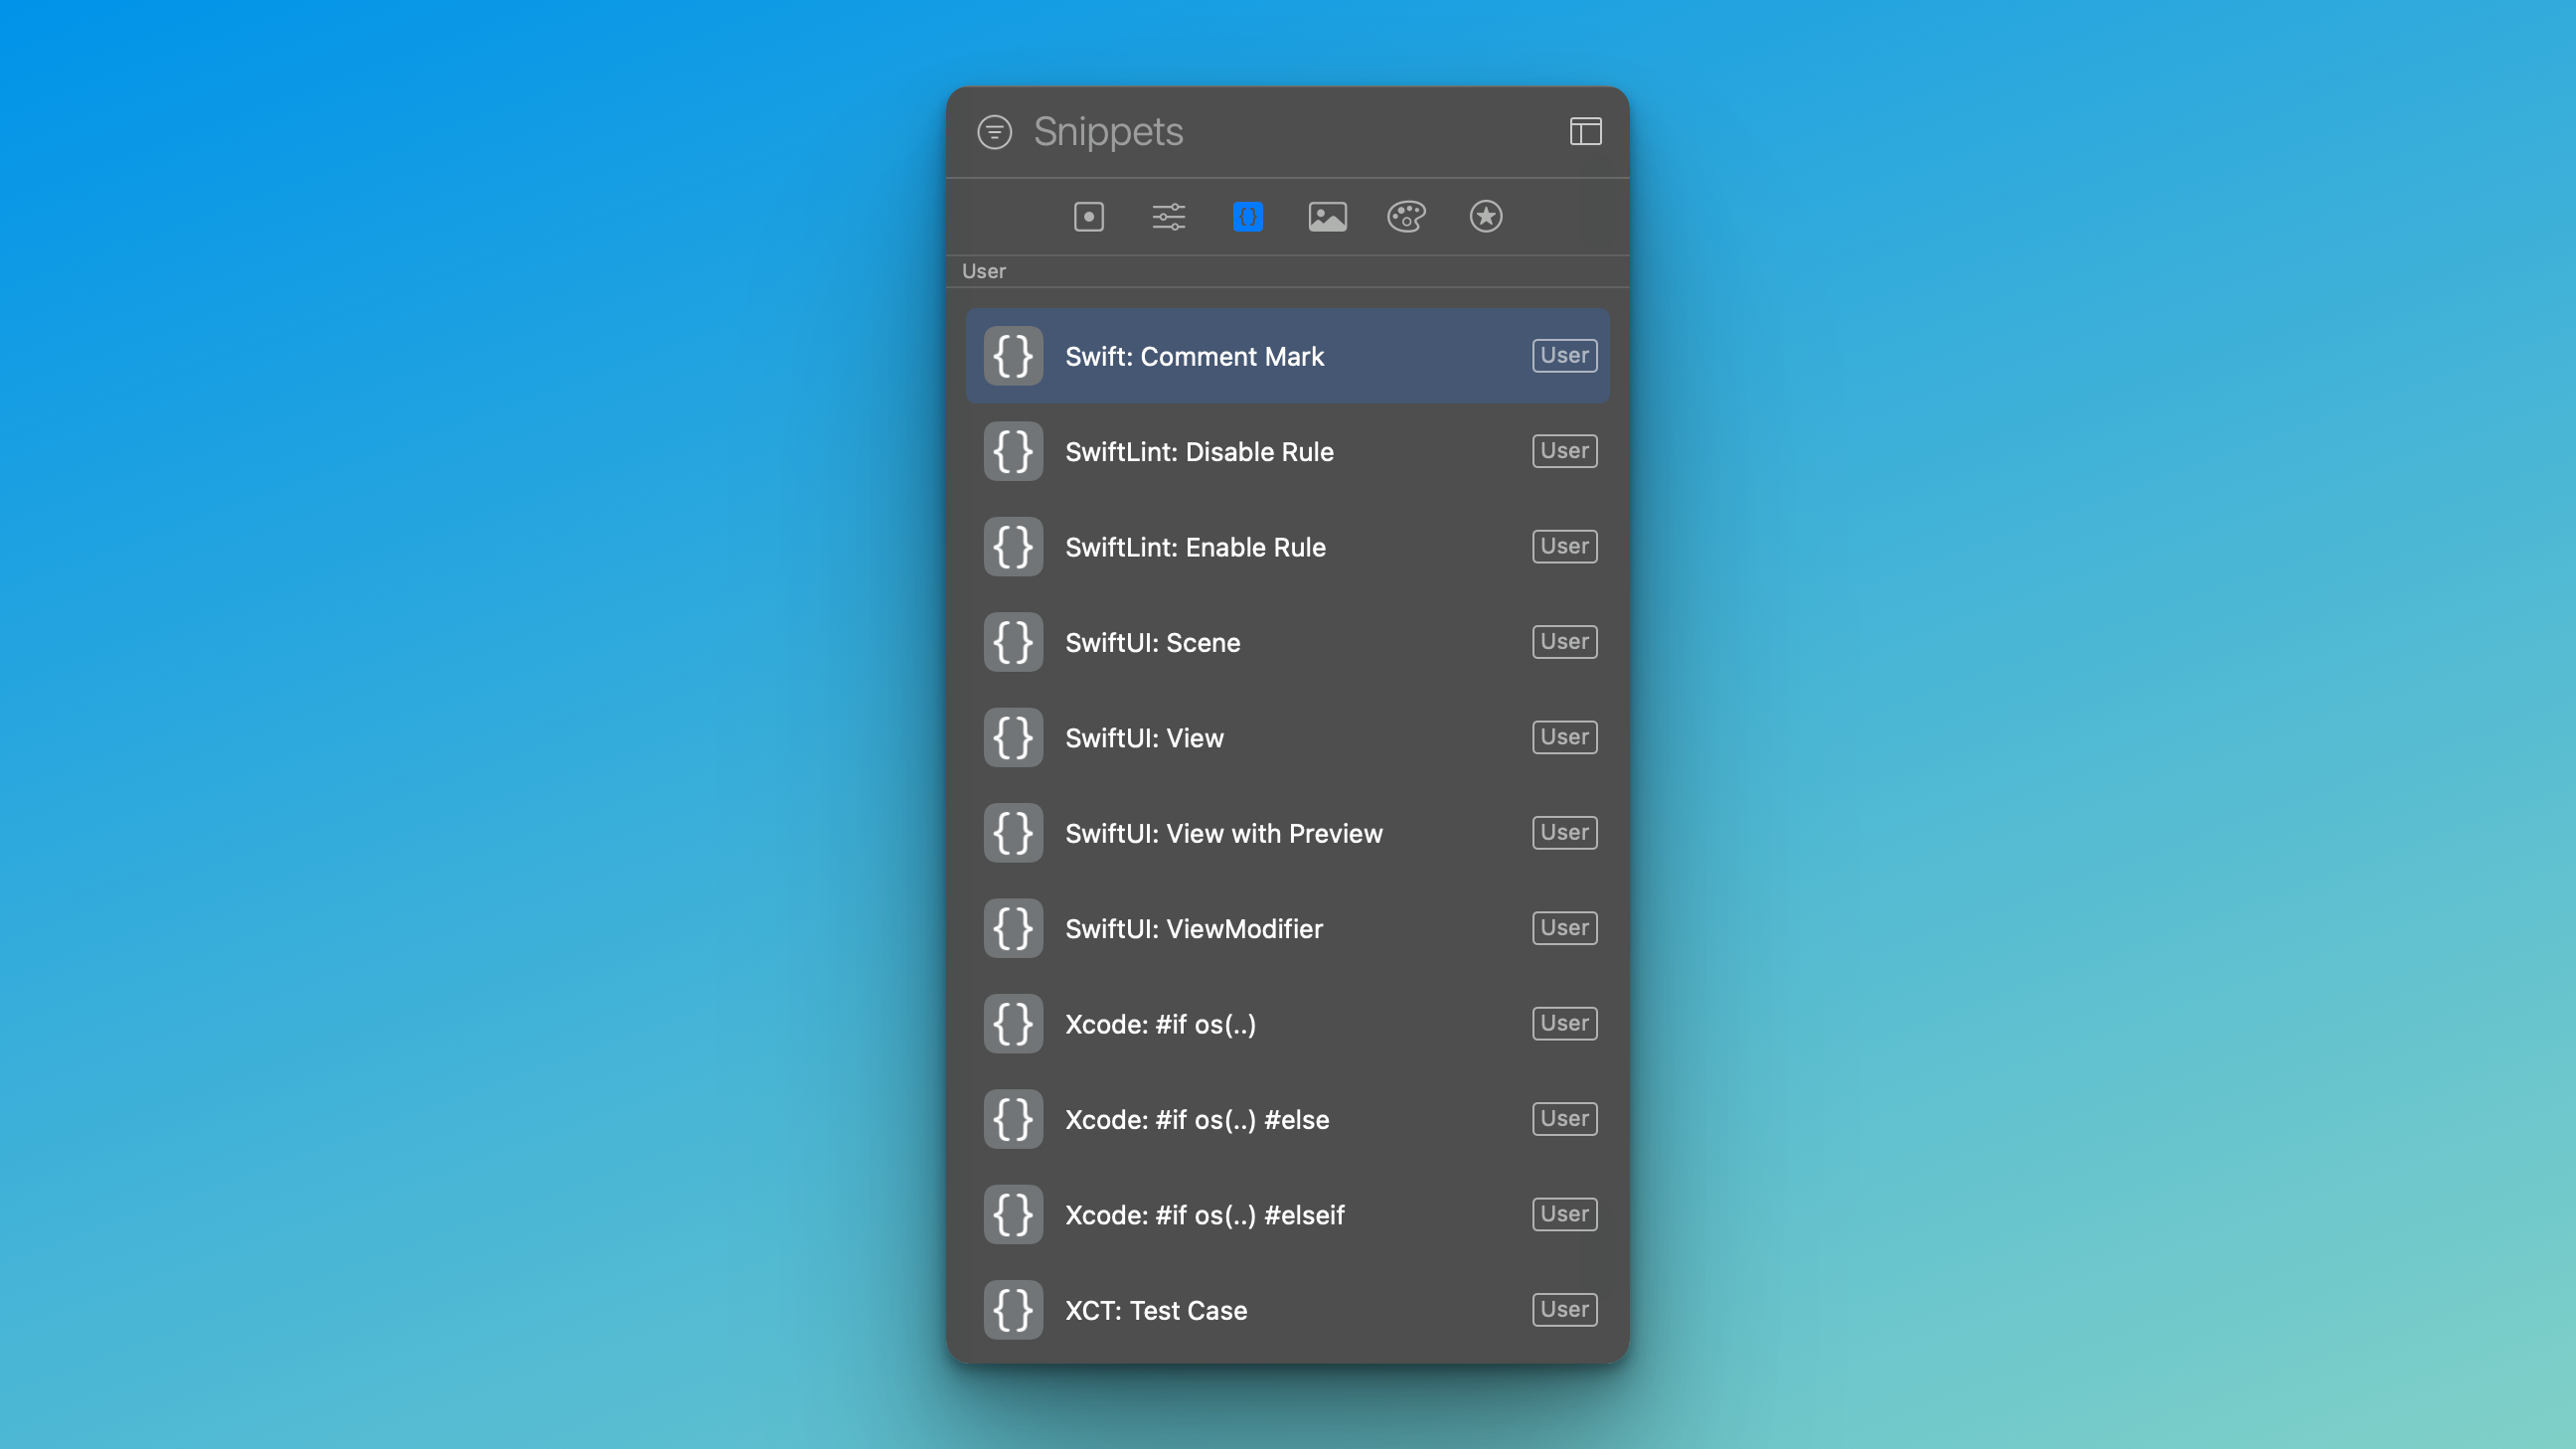 Snippets
User
Swift: Comment Mark User
SwiftLint: Disable Rule User
SwiftLint: Enable Rule User
SwiftUI: Scene User
SwiftUI: View User
SwiftUI: View with Preview User
SwiftUI: ViewModifier User
Xcode: #if os(..) User
Xcode: #if os(..) #else User
Xcode: #if os(..) #elseif User
XCT: Test Case User